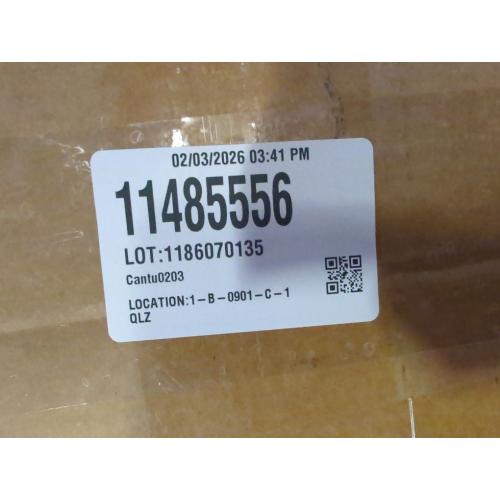 02/03/2026 03:41 PM
11485556
LOT:1186070135
Cantu0203
LOCATION:1-B-0901-C-1
QLZ